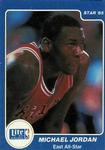 STAR '85
LITE
MICHAEL JORDAN
East All-Star